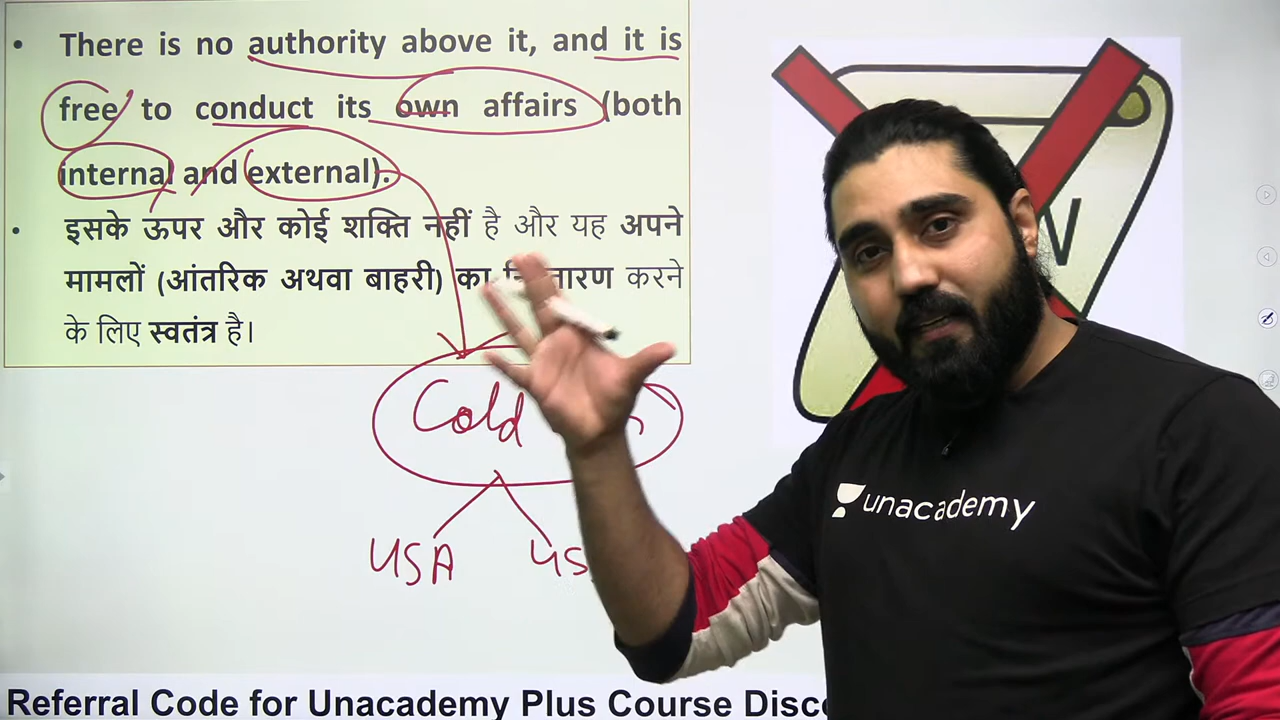 • There is no authority above it, and it is
free to conduct its own affairs (both
internal and external).
• इसके ऊपर और कोई शक्ति नहीं है और यह अपने
मामलों (आंतरिक अथवा बाहरी) का करने
के लिए स्वतंत्र है।
Cold
USA
N
unacademy
Referral Code for Unacademy Plus Course